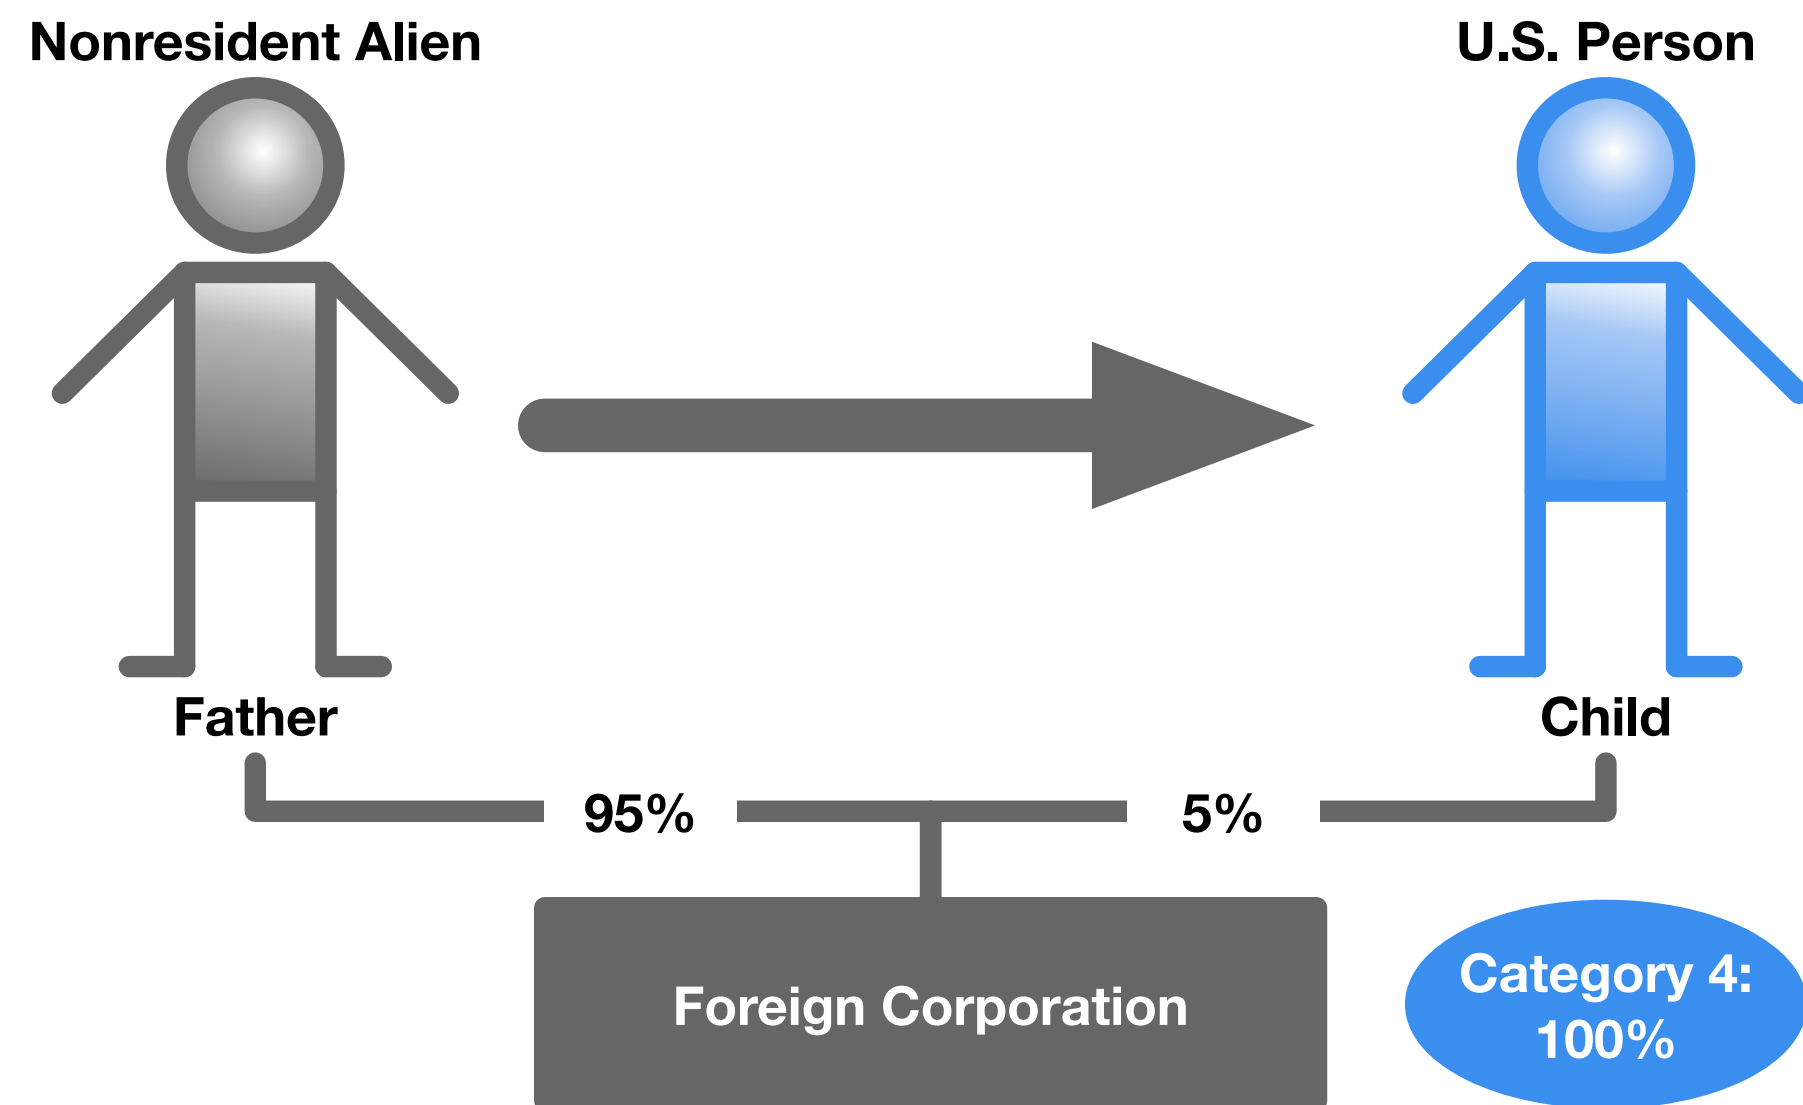 Nonresident Alien
U.S. Person
Father
Child
95%
5%
Foreign Corporation
Category 4:
100%